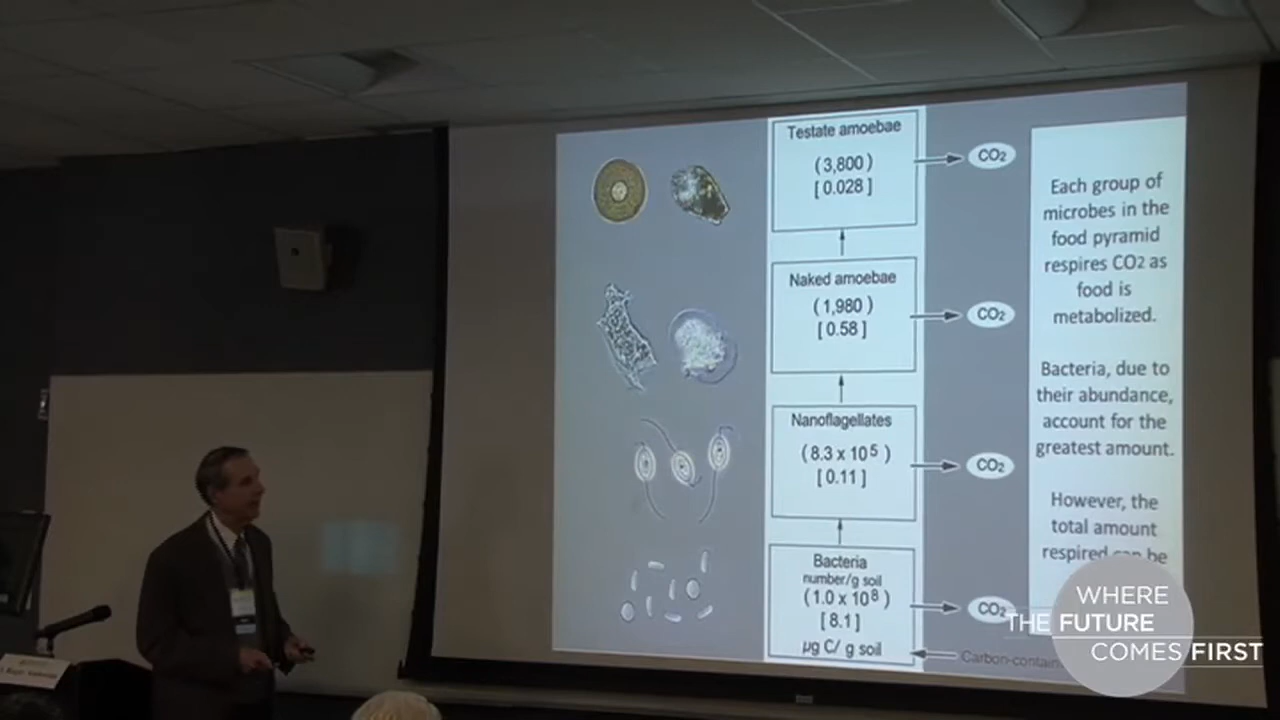 Testate amoebae
(3,800)
[0.028]
CO2
Naked amoebae
(1,980)
[0.58]
CO2
Nanoflagellates
(8.3 x 10⁵)
[0.11]
CO2
Bacteria
number/g soil
(1.0 x 10⁸)
[8.1]
µg C/ g soil
CO2
Each group of
microbes in the
food pyramid
respires CO2 as
food is
metabolized.
Bacteria, due to
their abundance,
account for the
greatest amount.
However, the
total amount
respired can be
WHERE
THE FUTURE
COMES FIRST